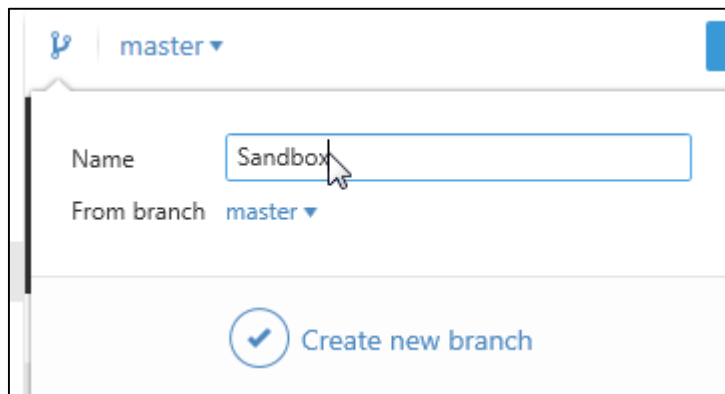 master
Name Sandbox
From branch master
Create new branch